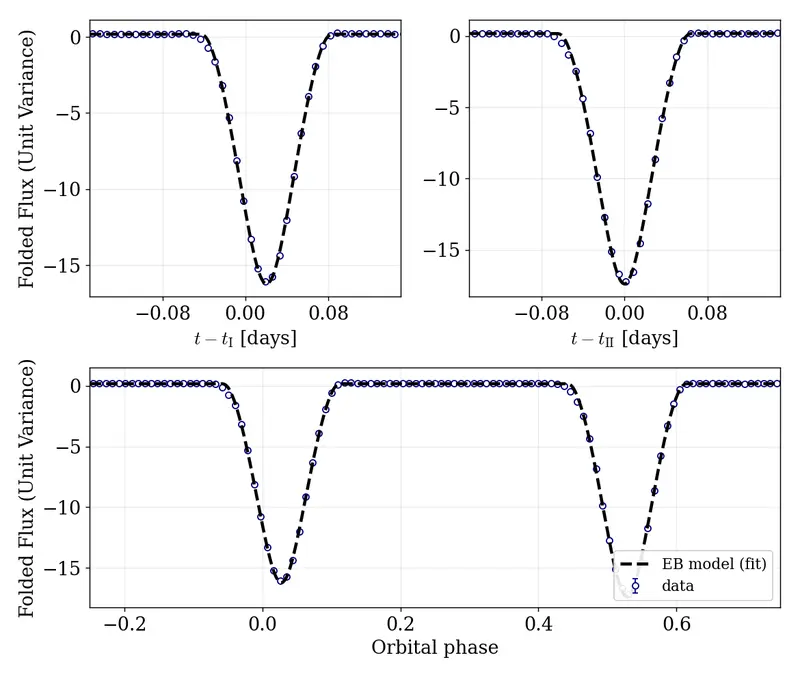 Folded Flux (Unit Variance)
0
−5
−10
−15
−0.08 0.00 0.08
t − t_I [days]
0
−5
−10
−15
−0.08 0.00 0.08
t − t_II [days]
Folded Flux (Unit Variance)
0
−5
−10
−15
EB model (fit)
data
−0.2 0.0 0.2 0.4 0.6
Orbital phase